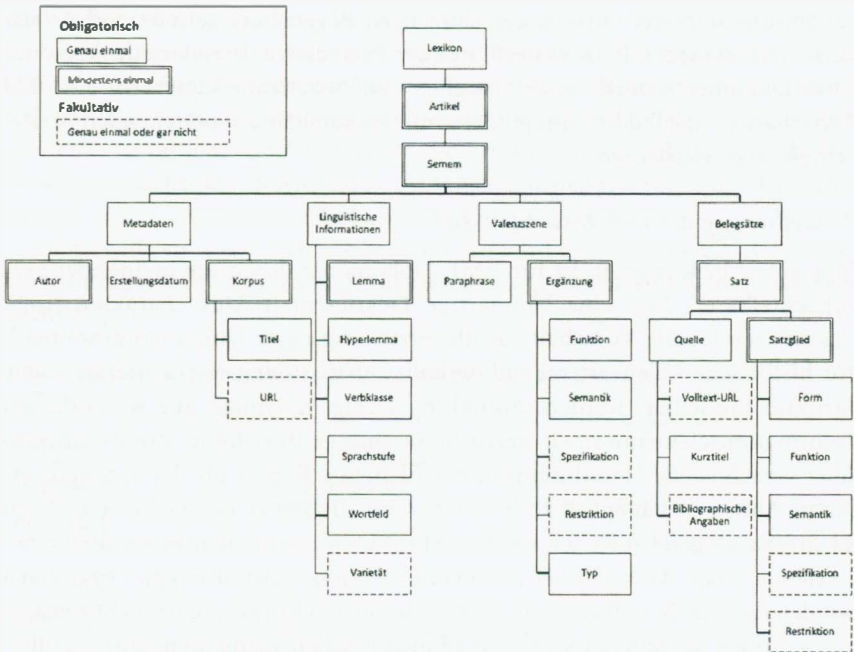 Obligatorisch
Genau einmal
Mindestens einmal
Fakultativ
Genau einmal oder gar nicht
Lexikon
Artikel
Semem
Metadaten
Linguistische
Informationen
Valenzszene
Belegsätze
Autor
Erstellungsdatum
Korpus
Lemma
Paraphrase
Ergänzung
Satz
Titel
Hyperlemma
Funktion
Quelle
Satzglied
URL
Verbklasse
Semantik
Volltext-URL
Form
Sprachstufe
Spezifikation
Kurztitel
Funktion
Wortfeld
Restriktion
Bibliographische
Angaben
Semantik
Varietät
Typ
Spezifikation
Restriktion